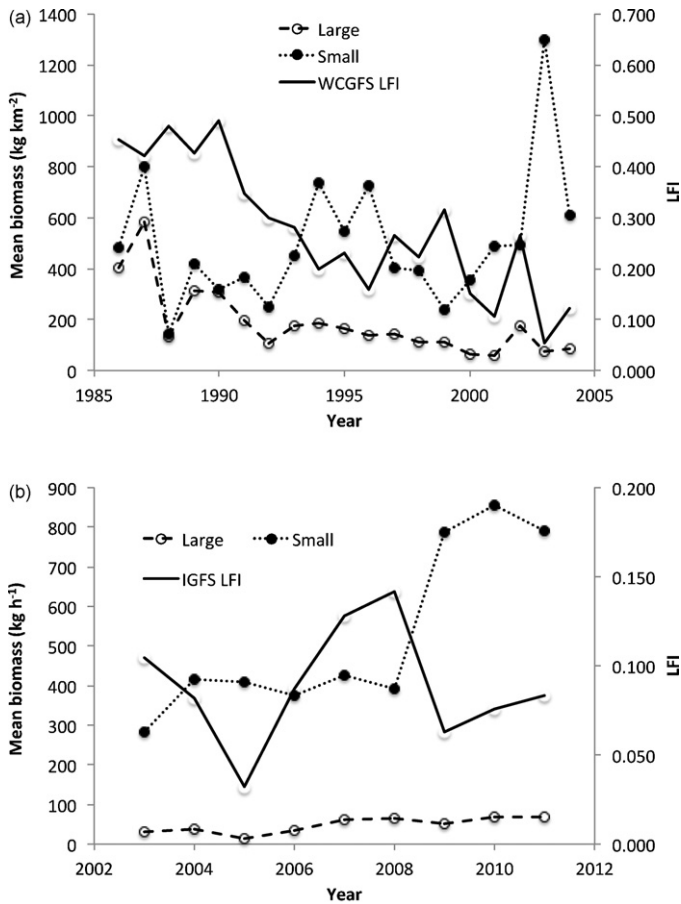 (a)
1400
1200
1000
800
600
400
200
0
Mean biomass (kg km⁻²)
Large
Small
WCGFS LFI
0.700
0.600
0.500
0.400
0.300
0.200
0.100
0.000
LFI
1985 1990 1995 2000 2005
Year
(b)
900
800
700
600
500
400
300
200
100
0
Mean biomass (kg h⁻¹)
Large Small
IGFS LFI
0.200
0.150
0.100
0.050
0.000
LFI
2002 2004 2006 2008 2010 2012
Year